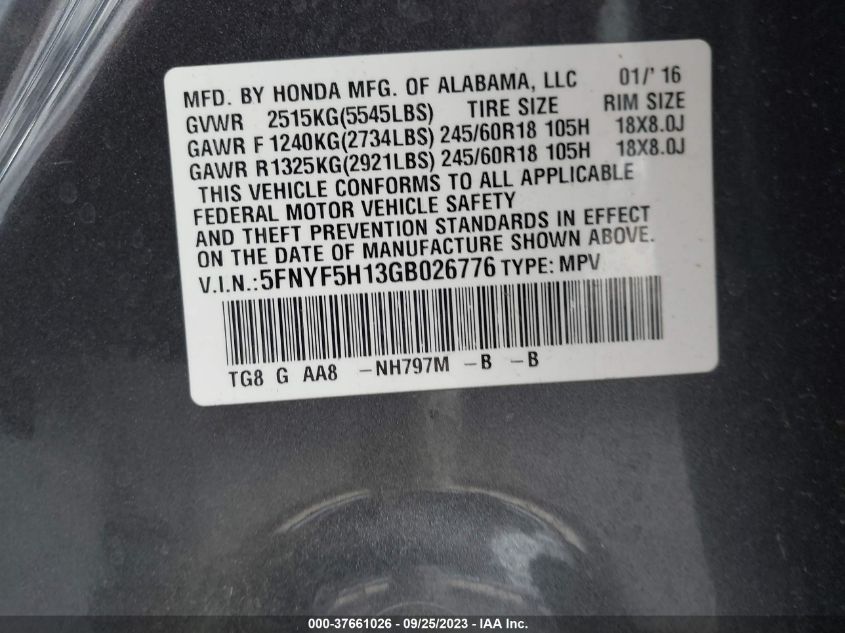 MFD. BY HONDA MFG. OF ALABAMA, LLC 01/' 16
GVWR 2515KG(5545LBS) TIRE SIZE RIM SIZE
GAWR F 1240KG(2734LBS) 245/60R18 105H 18X8.0J
GAWR R 1325KG(2921LBS) 245/60R18 105H 18X8.0J
THIS VEHICLE CONFORMS TO ALL APPLICABLE
FEDERAL MOTOR VEHICLE SAFETY
AND THEFT PREVENTION STANDARDS IN EFFECT
ON THE DATE OF MANUFACTURE SHOWN ABOVE.
V.I.N.:5FNYF5H13GB026776 TYPE: MPV
TG8 G AA8 -NH797M -B -B
000-37661026 - 09/25/2023 - IAA Inc.